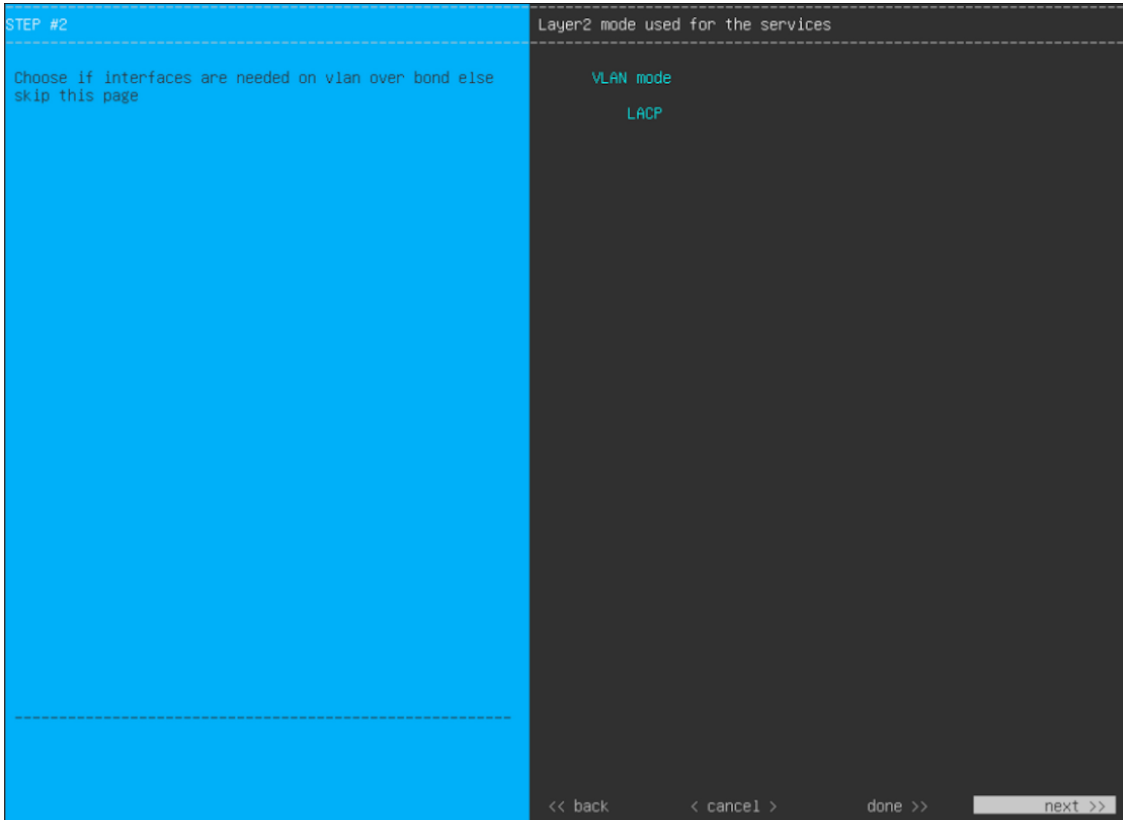 STEP #2
Choose if interfaces are needed on vlan over bond else
skip this page
Layer2 mode used for the services
VLAN mode
LACP
<< back < cancel > done >> next >>